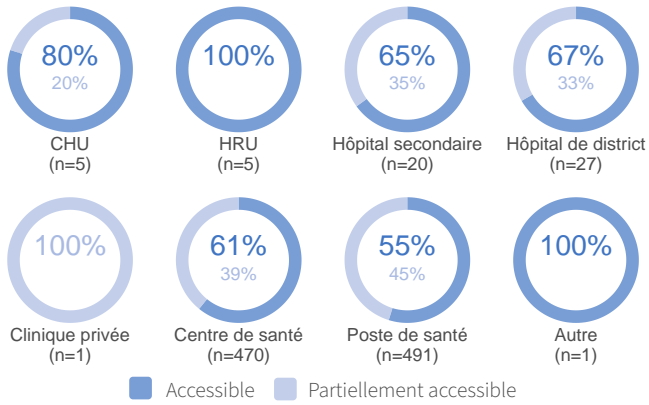 80%
20%
CHU
(n=5)
100%
HRU
(n=5)
65%
35%
Hôpital secondaire
(n=20)
67%
33%
Hôpital de district
(n=27)
100%
Clinique privée
(n=1)
61%
39%
Centre de santé
(n=470)
55%
45%
Poste de santé
(n=491)
100%
Autre
(n=1)
Accessible
Partiellement accessible